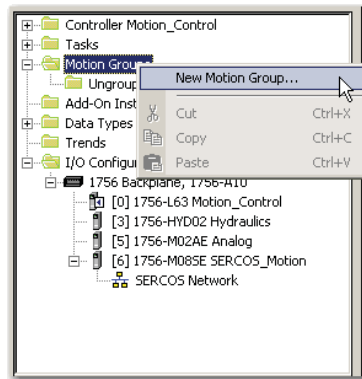 Controller Motion_Control
Tasks
Motion Grou
New Motion Group...
Ungroup
Add-On Inst
Cut Ctrl+X
Data Types
Copy Ctrl+C
Trends
Paste Ctrl+V
I/O Configur
1756 Backplane, 1756-A10
[0] 1756-L63 Motion_Control
[3] 1756-HYD02 Hydraulics
[5] 1756-M02AE Analog
[6] 1756-M08SE SERCOS_Motion
SERCOS Network